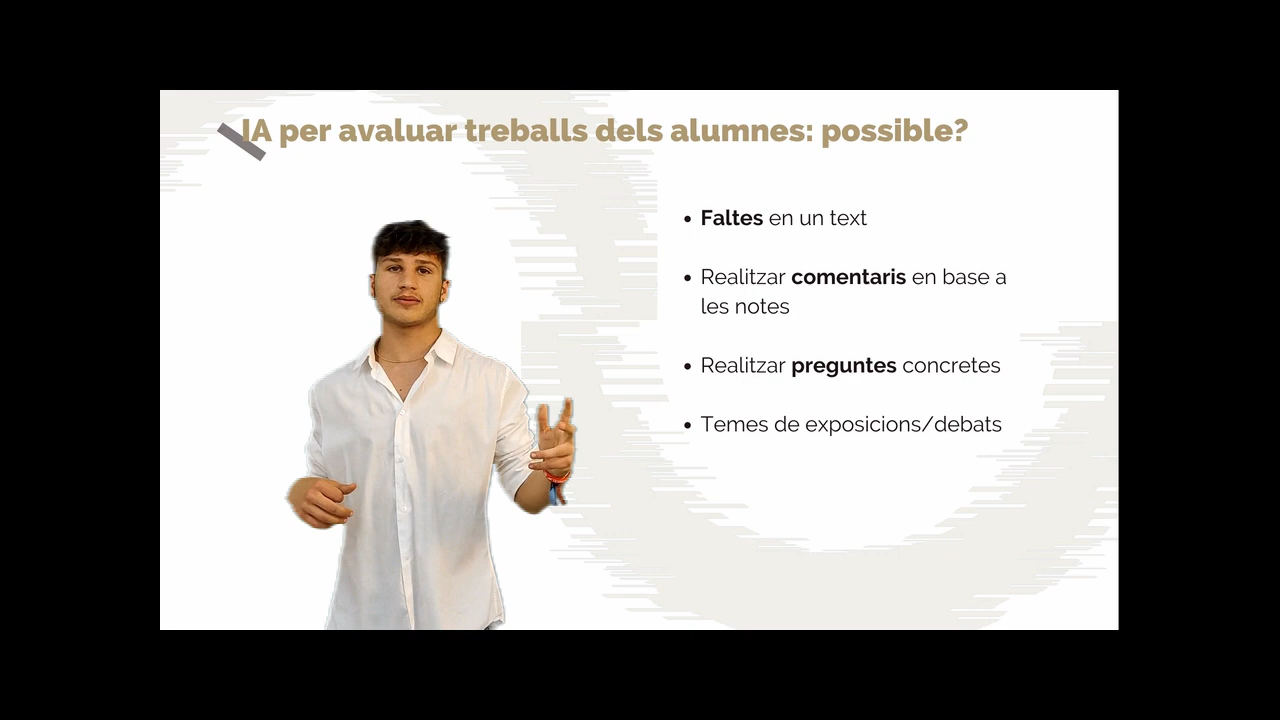 IA per avaluar treballs dels alumnes: possible?
• Faltes en un text
• Realitzar comentaris en base a
les notes
• Realitzar preguntes concretes
• Temes de exposicions/debats